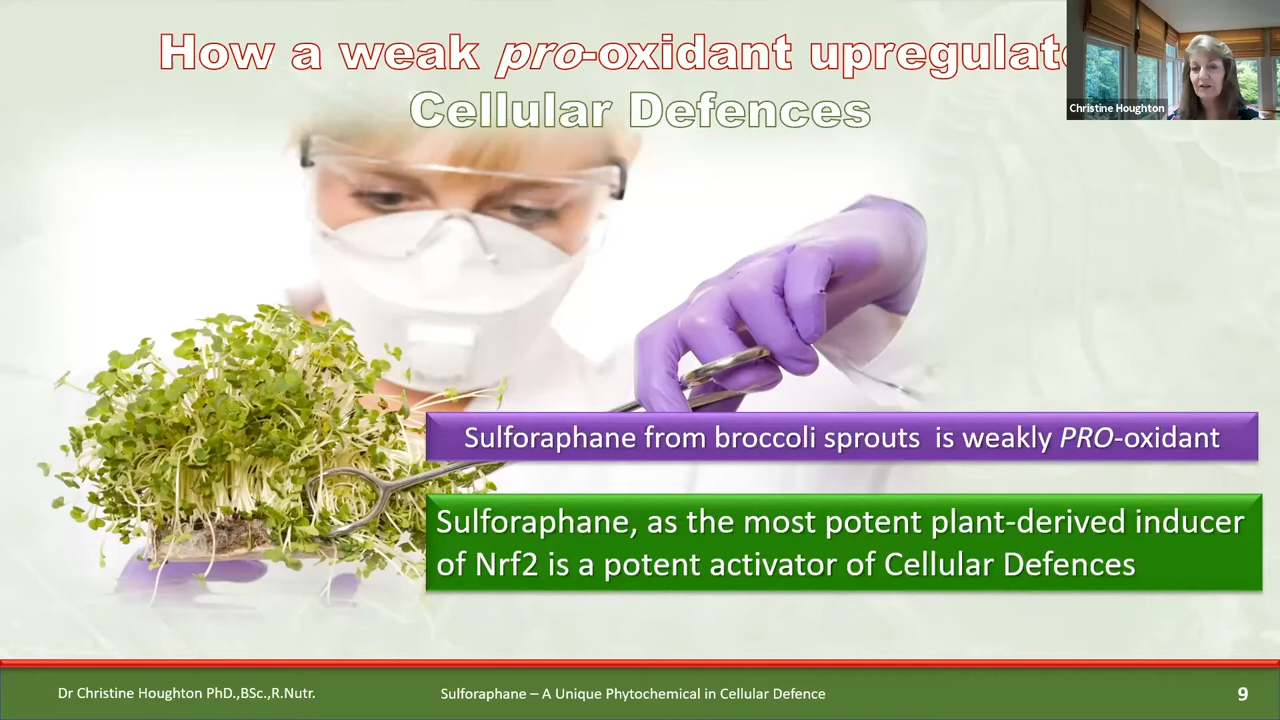 How a weak pro-oxidant upregulat
Cellular Defences
Christine Houghton
Sulforaphane from broccoli sprouts is weakly PRO-oxidant
Sulforaphane, as the most potent plant-derived inducer
of Nrf2 is a potent activator of Cellular Defences
Dr Christine Houghton PhD.,BSc.,R.Nutr.
Sulforaphane – A Unique Phytochemical in Cellular Defence
9